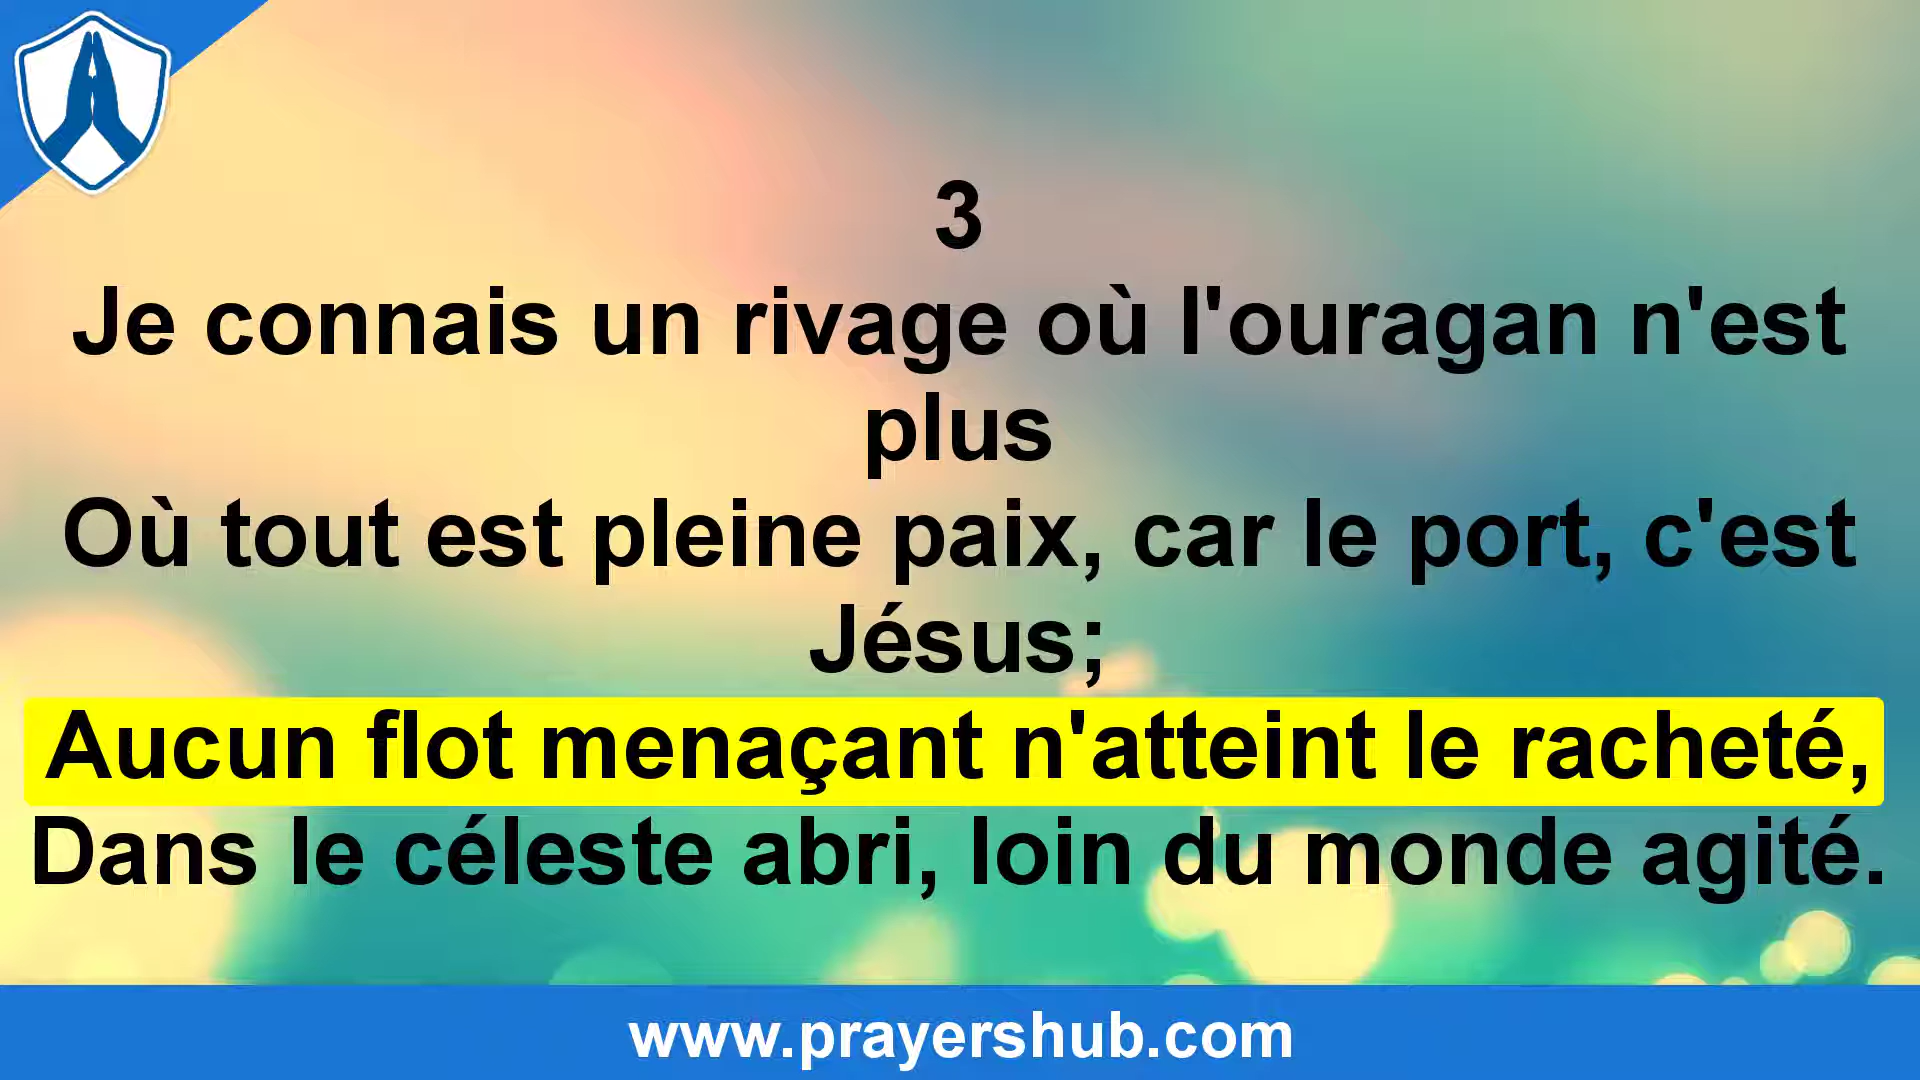 3
Je connais un rivage où l'ouragan n'est
plus
Où tout est pleine paix, car le port, c'est
Jésus;
Aucun flot menaçant n'atteint le racheté,
Dans le céleste abri, loin du monde agité.
www.prayershub.com